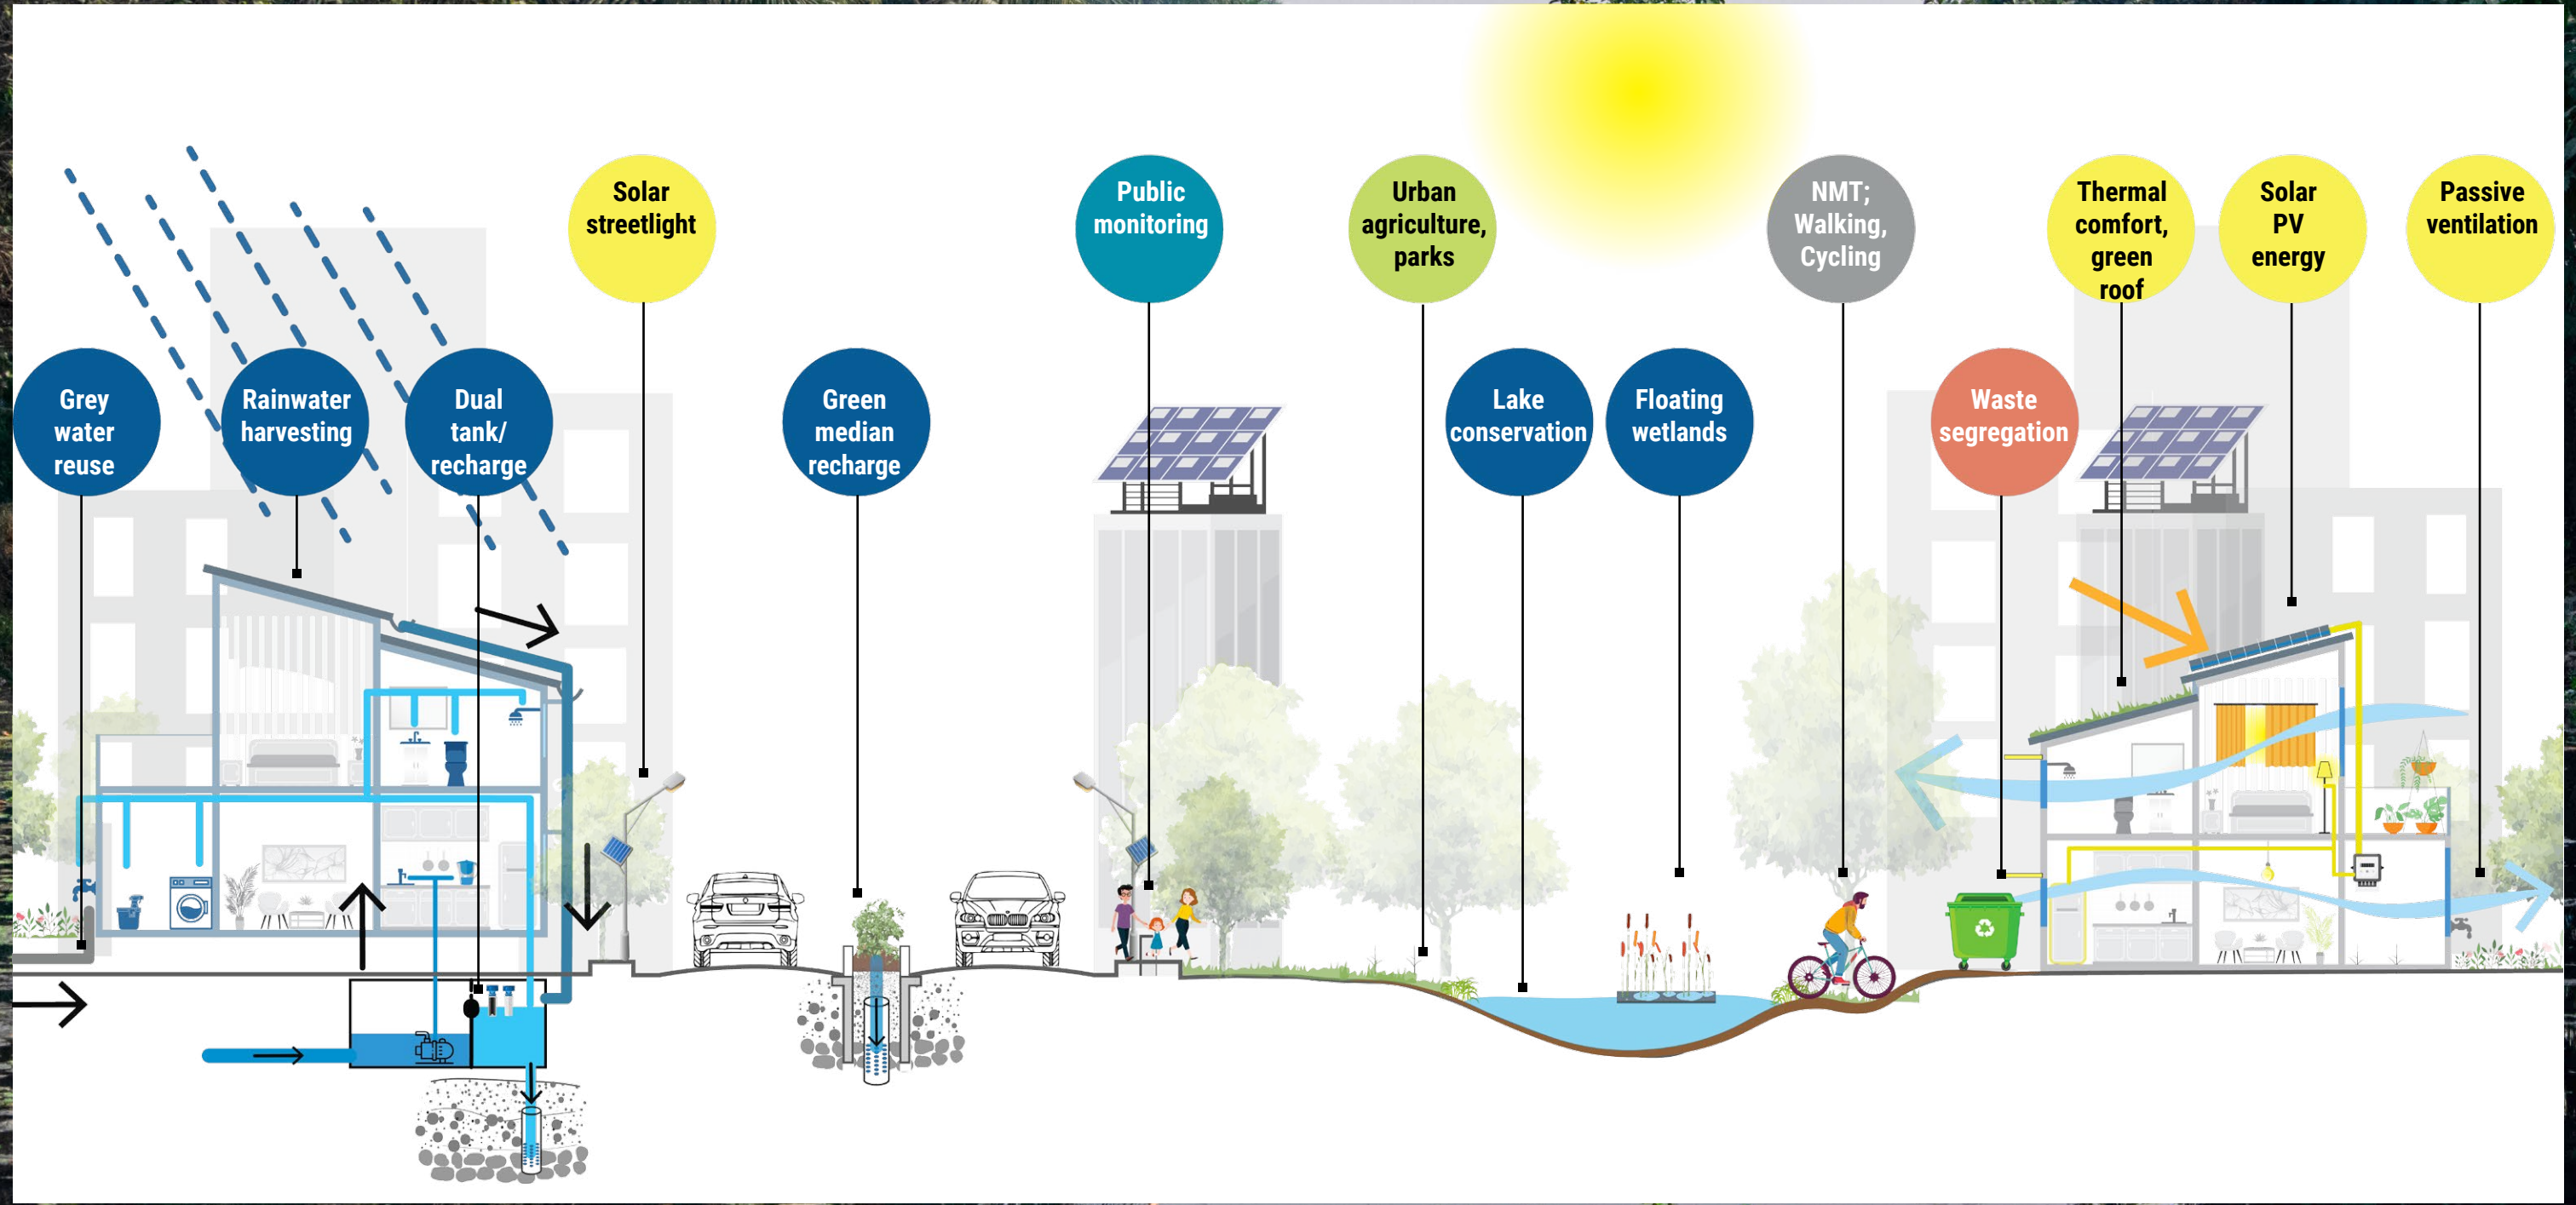 Solar
streetlight
Public
monitoring
Urban
agriculture,
parks
NMT;
Walking,
Cycling
Thermal
comfort,
green
roof
Solar
PV
energy
Passive
ventilation
Grey
water
reuse
Rainwater
harvesting
Dual
tank/
recharge
Green
median
recharge
Lake
conservation
Floating
wetlands
Waste
segregation